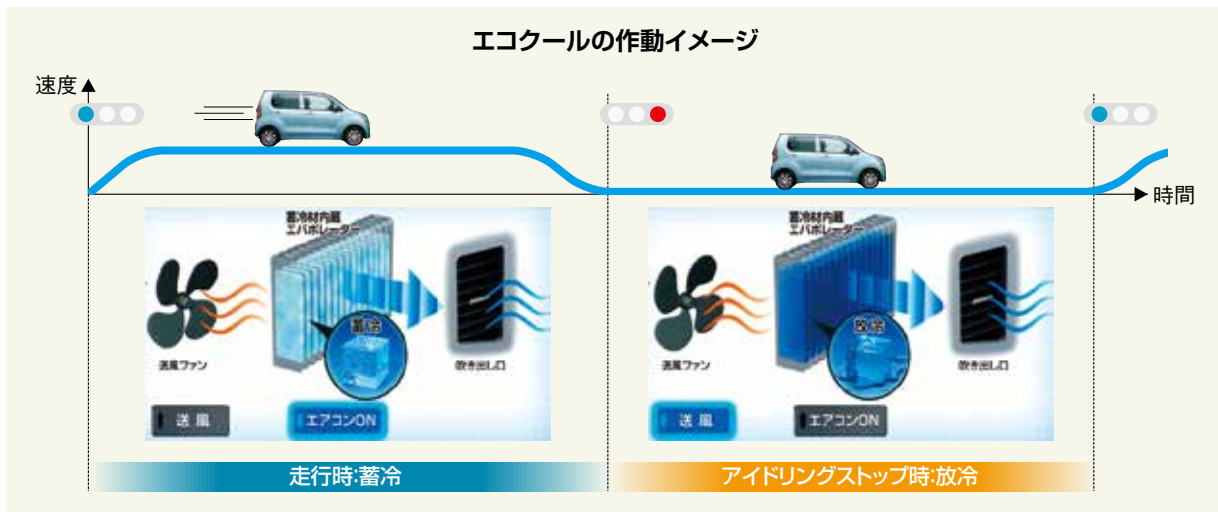 エコクールの作動イメージ
速度
時間
蓄冷材内蔵
エバポレーター
蓄冷
送風ファン
吹き出し口
送風
エアコンON
蓄冷材内蔵
エバポレーター
放冷
送風ファン
吹き出し口
送風
エアコンON
走行時:蓄冷
アイドリングストップ時:放冷